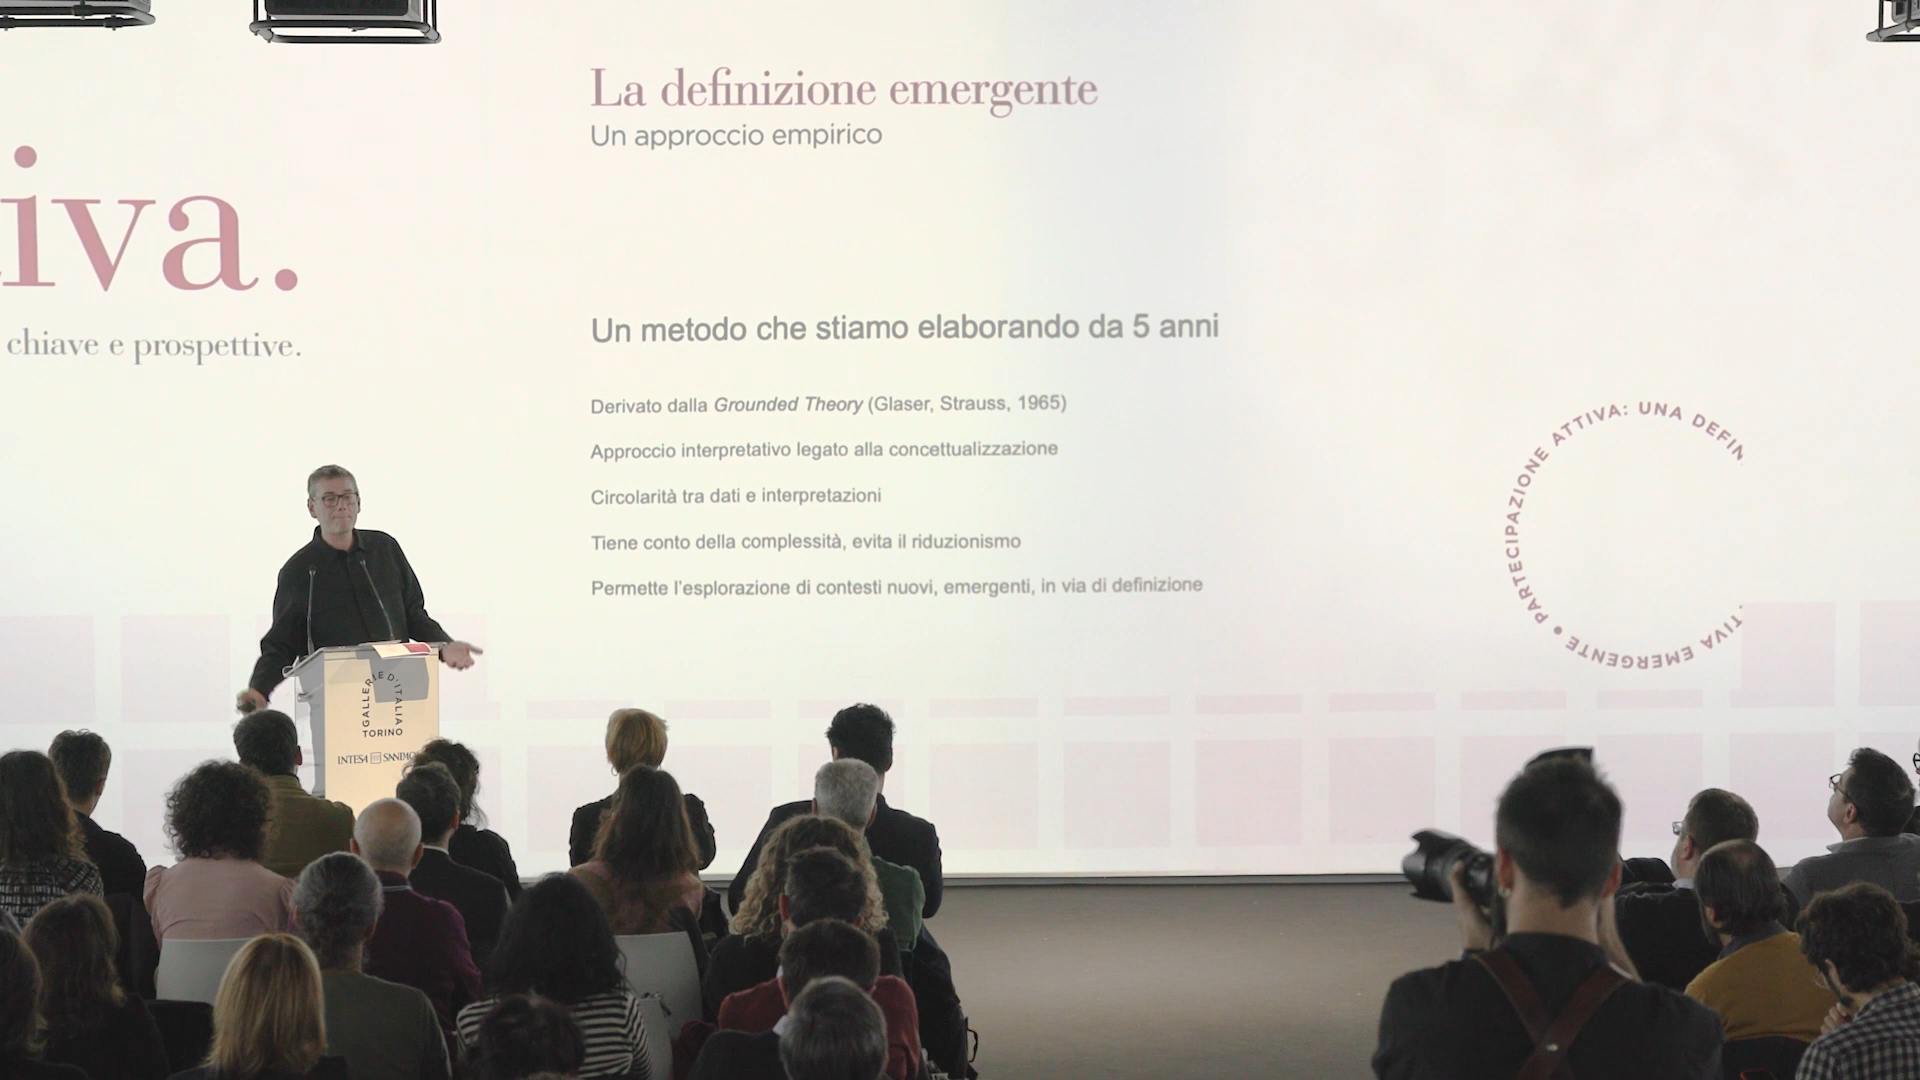 La definizione emergente
Un approccio empirico
iva.
chiave e prospettive.
Un metodo che stiamo elaborando da 5 anni
Derivato dalla Grounded Theory (Glaser, Strauss, 1965)
Approccio interpretativo legato alla concettualizzazione
Circolarità tra dati e interpretazioni
Tiene conto della complessità, evita il riduzionismo
Permette l'esplorazione di contesti nuovi, emergenti, in via di definizione
PARTECIPAZIONE ATTIVA: UNA DEFIN
TIVA EMERGENTE •
GALLERIE D'ITALIA
TORINO
INTESA SANPAO